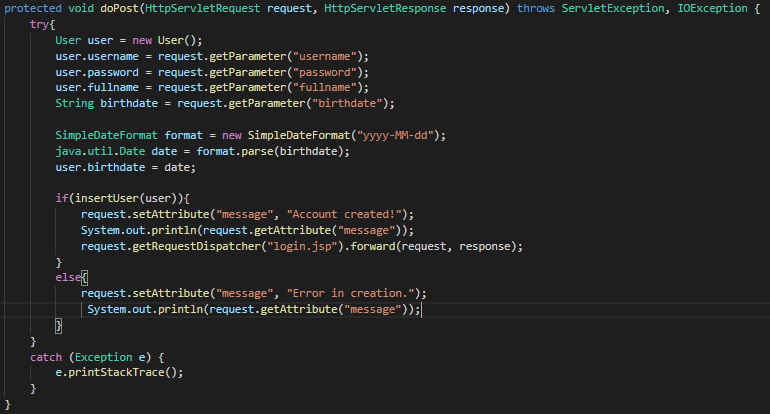 protected void doPost(HttpServletRequest request, HttpServletResponse response) throws ServletException, IOException {
    try{
        User user = new User();
        user.username = request.getParameter("username");
        user.password = request.getParameter("password");
        user.fullname = request.getParameter("fullname");
        String birthdate = request.getParameter("birthdate");

        SimpleDateFormat format = new SimpleDateFormat("yyyy-MM-dd");
        java.util.Date date = format.parse(birthdate);
        user.birthdate = date;

        if(insertUser(user)){
            request.setAttribute("message", "Account created!");
            System.out.println(request.getAttribute("message"));
            request.getRequestDispatcher("login.jsp").forward(request, response);
        }
        else{
            request.setAttribute("message", "Error in creation.");
             System.out.println(request.getAttribute("message"));
        }
    }
    catch (Exception e) {
        e.printStackTrace();
    }
}